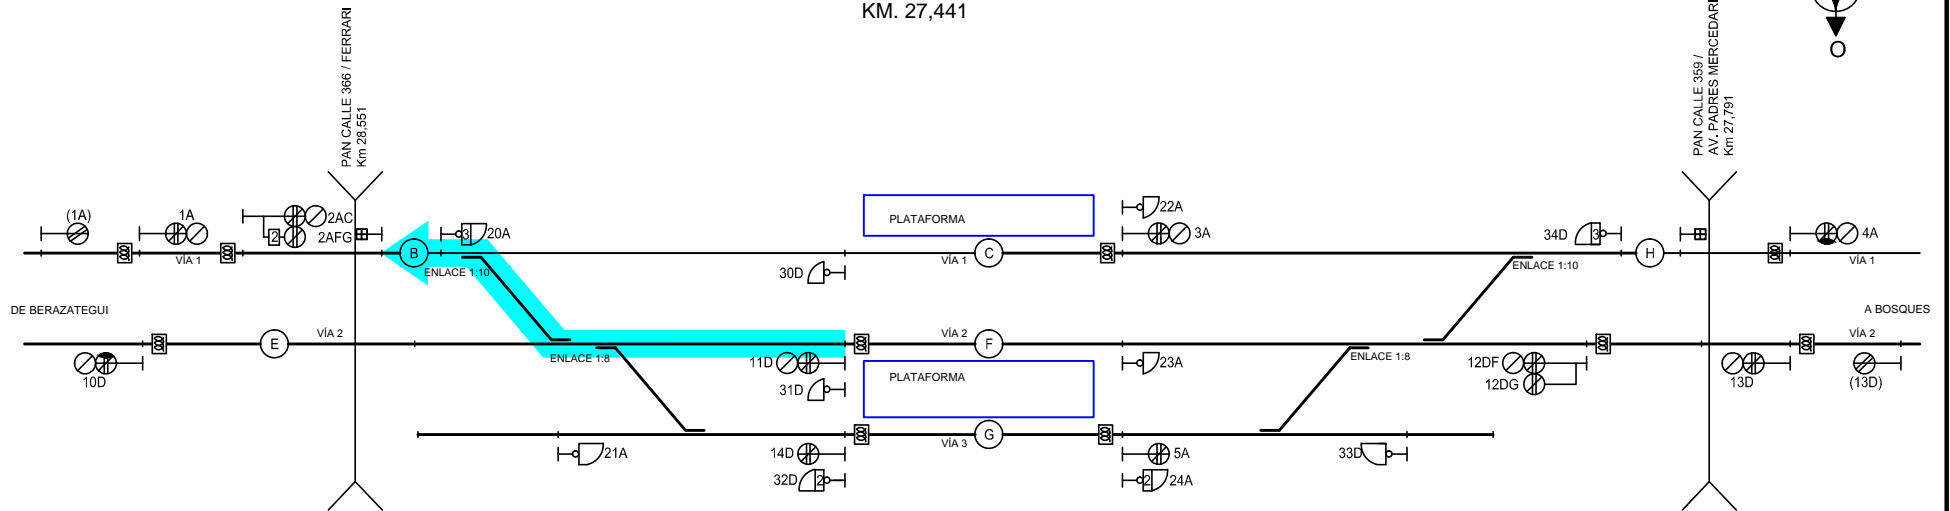 KM. 27,441
O
PAN CALLE 366 / FERRARI
Km 28,551
PAN CALLE 359 /
AV. PADRES MERCEDARI
Km 27,791
(1A)
1A
2AC
2
2AFG
3
20A
22A
3A
34D
3
4A
PLATAFORMA
B
C
H
VÍA 1
ENLACE 1:10
30D
VÍA 1
ENLACE 1:10
VÍA 1
DE BERAZATEGUI
A BOSQUES
VÍA 2
VÍA 2
VÍA 2
E
F
10D
ENLACE 1:8
11D
31D
PLATAFORMA
23A
ENLACE 1:8
12DF
12DG
13D
(13D)
G
VÍA 3
21A
14D
5A
33D
32D
2
2
24A